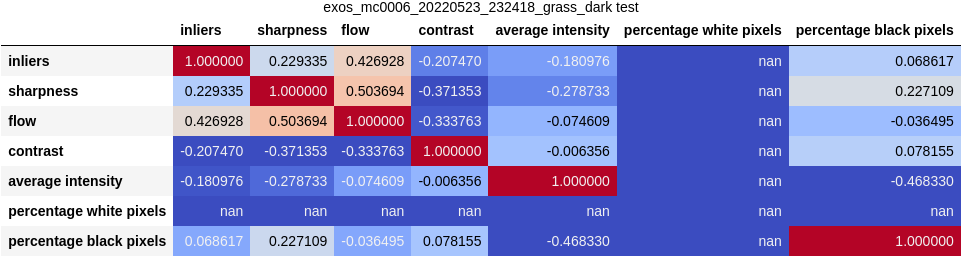 exos_mc0006_20220523_232418_grass_dark test
inliers sharpness flow contrast average intensity percentage white pixels percentage black pixels
inliers 1.000000 0.229335 0.426928 -0.207470 -0.180976 nan 0.068617
sharpness 0.229335 1.000000 0.503694 -0.371353 -0.278733 nan 0.227109
flow 0.426928 0.503694 1.000000 -0.333763 -0.074609 nan -0.036495
contrast -0.207470 -0.371353 -0.333763 1.000000 -0.006356 nan 0.078155
average intensity -0.180976 -0.278733 -0.074609 -0.006356 1.000000 nan -0.468330
percentage white pixels nan nan nan nan nan nan nan
percentage black pixels 0.068617 0.227109 -0.036495 0.078155 -0.468330 nan 1.000000